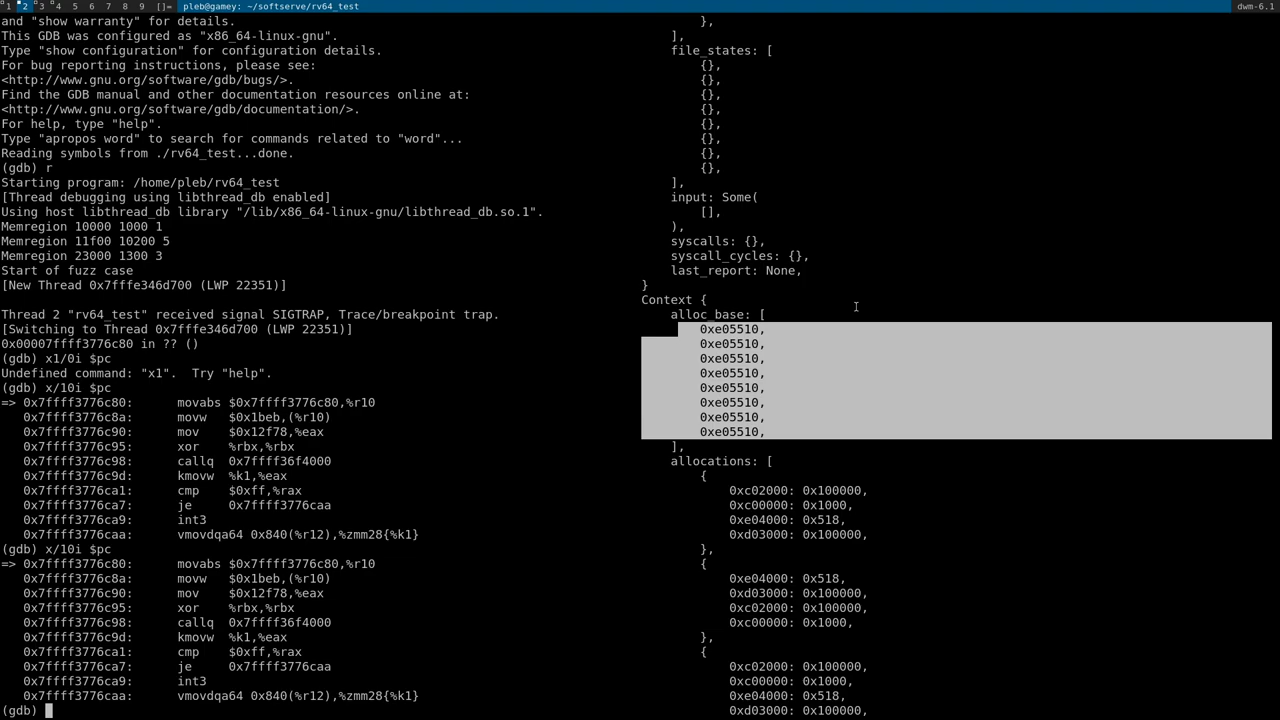 1 2 3 4 5 6 7 8 9 []= pleb@gamey: ~/softserve/rv64_test dwm-6.1
and "show warranty" for details.
This GDB was configured as "x86_64-linux-gnu".
Type "show configuration" for configuration details.
For bug reporting instructions, please see:
<http://www.gnu.org/software/gdb/bugs/>.
Find the GDB manual and other documentation resources online at:
<http://www.gnu.org/software/gdb/documentation/>.
For help, type "help".
Type "apropos word" to search for commands related to "word"...
Reading symbols from ./rv64_test...done.
(gdb) r
Starting program: /home/pleb/rv64_test
[Thread debugging using libthread_db enabled]
Using host libthread_db library "/lib/x86_64-linux-gnu/libthread_db.so.1".
Memregion 10000 1000 1
Memregion 11f00 10200 5
Memregion 23000 1300 3
Start of fuzz case
[New Thread 0x7fffe346d700 (LWP 22351)]
Thread 2 "rv64_test" received signal SIGTRAP, Trace/breakpoint trap.
[Switching to Thread 0x7fffe346d700 (LWP 22351)]
0x00007ffff3776c80 in ?? ()
(gdb) x1/0i $pc
Undefined command: "x1".  Try "help".
(gdb) x/10i $pc
=> 0x7ffff3776c80:      movabs $0x7ffff3776c80,%r10
   0x7ffff3776c8a:      movw   $0x1beb,(%r10)
   0x7ffff3776c90:      mov    $0x12f78,%eax
   0x7ffff3776c95:      xor    %rbx,%rbx
   0x7ffff3776c98:      callq  0x7ffff36f4000
   0x7ffff3776c9d:      kmovw  %k1,%eax
   0x7ffff3776ca1:      cmp    $0xff,%rax
   0x7ffff3776ca7:      je     0x7ffff3776caa
   0x7ffff3776ca9:      int3
   0x7ffff3776caa:      vmovdqa64 0x840(%r12),%zmm28{%k1}
(gdb) x/10i $pc
=> 0x7ffff3776c80:      movabs $0x7ffff3776c80,%r10
   0x7ffff3776c8a:      movw   $0x1beb,(%r10)
   0x7ffff3776c90:      mov    $0x12f78,%eax
   0x7ffff3776c95:      xor    %rbx,%rbx
   0x7ffff3776c98:      callq  0x7ffff36f4000
   0x7ffff3776c9d:      kmovw  %k1,%eax
   0x7ffff3776ca1:      cmp    $0xff,%rax
   0x7ffff3776ca7:      je     0x7ffff3776caa
   0x7ffff3776ca9:      int3
   0x7ffff3776caa:      vmovdqa64 0x840(%r12),%zmm28{%k1}
(gdb)
        },
    ],
    file_states: [
        {},
        {},
        {},
        {},
        {},
        {},
        {},
        {},
    ],
    input: Some(
        [],
    ),
    syscalls: {},
    syscall_cycles: {},
    last_report: None,
}
Context {
    alloc_base: [
        0xe05510,
        0xe05510,
        0xe05510,
        0xe05510,
        0xe05510,
        0xe05510,
        0xe05510,
        0xe05510,
    ],
    allocations: [
        {
            0xc02000: 0x100000,
            0xc00000: 0x1000,
            0xe04000: 0x518,
            0xd03000: 0x100000,
        },
        {
            0xe04000: 0x518,
            0xd03000: 0x100000,
            0xc02000: 0x100000,
            0xc00000: 0x1000,
        },
        {
            0xc02000: 0x100000,
            0xc00000: 0x1000,
            0xe04000: 0x518,
            0xd03000: 0x100000,